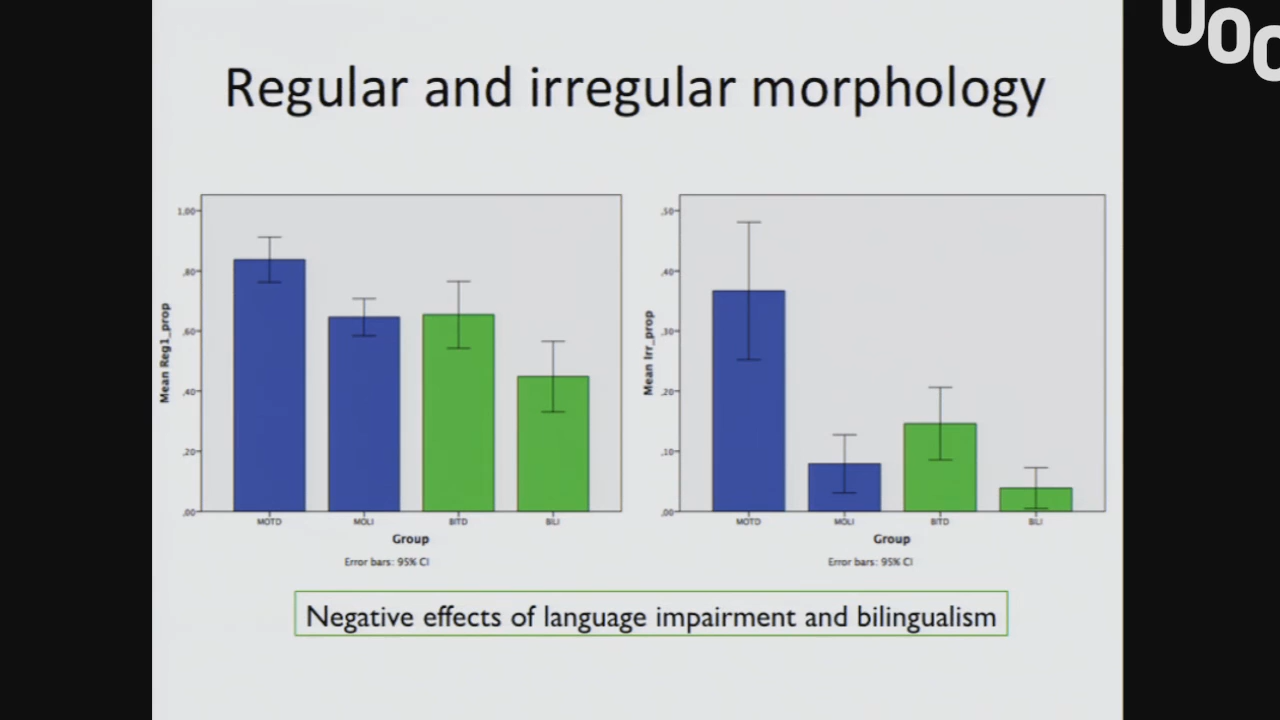 UOC
Regular and irregular morphology
1,00
,80
,60
,40
,20
,00
Mean Reg1_prop
MOTD MOLI BITD BILI
Group
Error bars: 95% CI
,50
,40
,30
,20
,10
,00
Mean Irr_prop
MOTD MOLI BITD BILI
Group
Error bars: 95% CI
Negative effects of language impairment and bilingualism